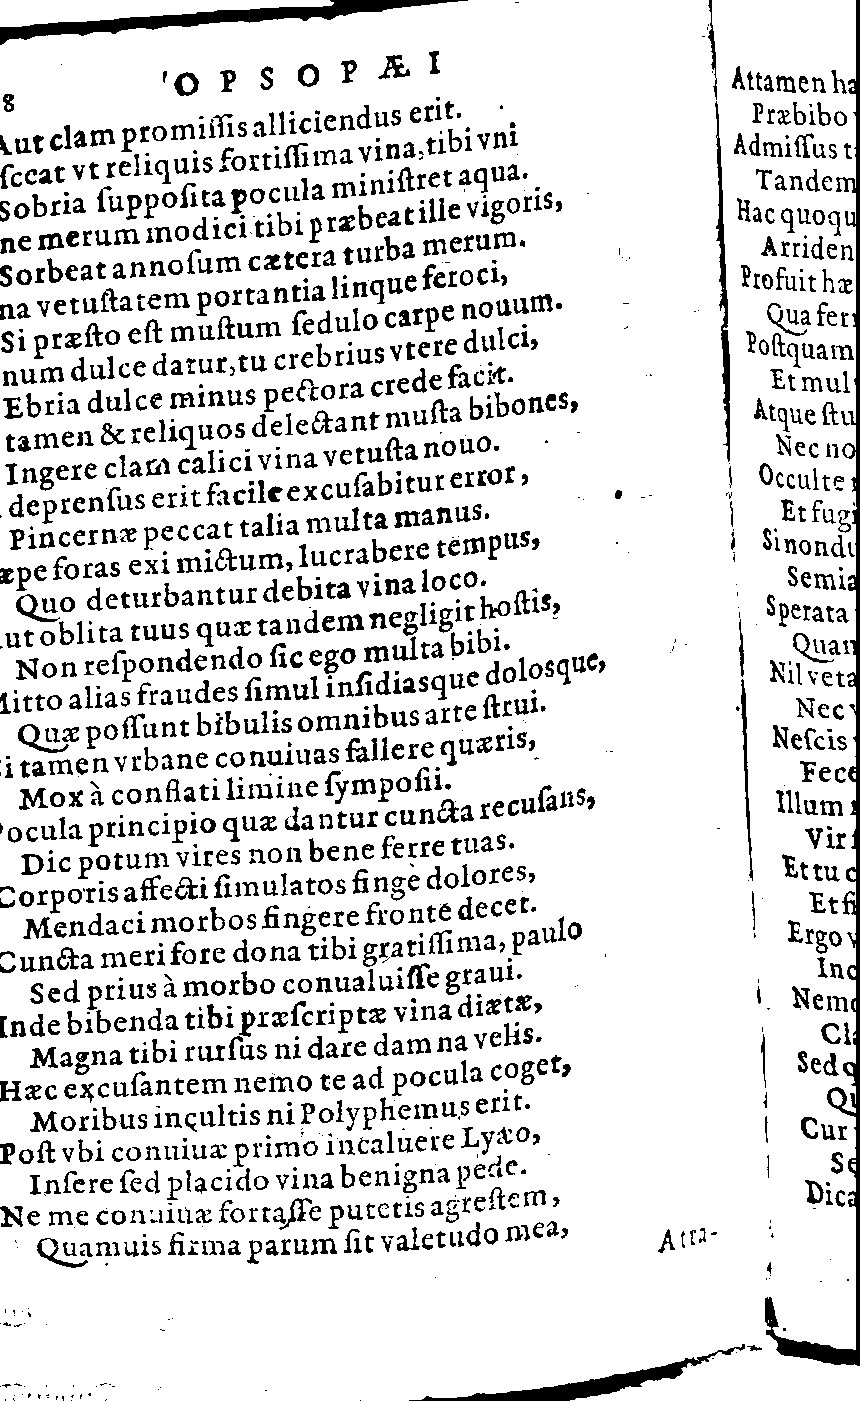 8 OPSOPÆI
Aut clam promiſſis alliciendus erit.
ſceat vt reliquis fortiſſima vina, tibi vni
Sobria ſuppoſita pocula miniſtret aqua.
ne merum modici tibi præbeat ille vigoris,
Sorbeat annoſum cætera turba merum.
na vetuſtatem portantia linque feroci,
Si præſto eſt muſtum ſedulo carpe nouum.
num dulce datur, tu crebrius vtere dulci,
Ebria dulce minus pectora crede facit.
tamen & reliquos delectant muſta bibones,
Ingere clam calici vina vetuſta nouo.
deprenſus erit facile excuſabitur error,
Pincernæ peccat talia multa manus.
æpe foras exi mictum, lucrabere tempus,
Quo deturbantur debita vina loco.
ut oblita tuus quæ tandem negligit hoſtis,
Non reſpondendo ſic ego multa bibi.
Mitto alias fraudes ſimul inſidiasque dolosque,
Quæ poſſunt bibulis omnibus arte ſtrui.
i tamen vrbane conuiuas fallere quæris,
Mox à conflati limine ſympoſii.
Pocula principio quæ dantur cuncta recuſans,
Dic potum vires non bene ferre tuas.
Corporis affecti ſimulatos finge dolores,
Mendaci morbos fingere fronte decet.
Cuncta meri fore dona tibi gratiſſima, paulo
Sed prius à morbo conualuiſſe graui.
Inde bibenda tibi præſcriptæ vina diætæ,
Magna tibi rurſus ni dare damna velis.
Hæc excuſantem nemo te ad pocula coget,
Moribus incultis ni Polyphemus erit.
Poſt vbi conuiuæ primo incaluere Lyæo,
Inſere ſed placido vina benigna pede.
Ne me conuiuæ fortaſſe putetis agreſtem,
Quamuis firma parum ſit valetudo mea,
Atta-
Attamen ha
Præbibo
Admiſſus t
Tandem
Hac quoqu
Arriden
Profuit hæ
Qua fer
Poſtquam
Et mul
Atque ſtu
Nec no
Occulte
Et fugi
Si nondu
Semia
Sperata
Quan
Nil veta
Nec v
Neſcis
Fece
Illum
Vir
Et tu c
Et ſi
Ergo v
Inc
Nemo
Cla
Sed q
Qu
Cur
Se
Dica